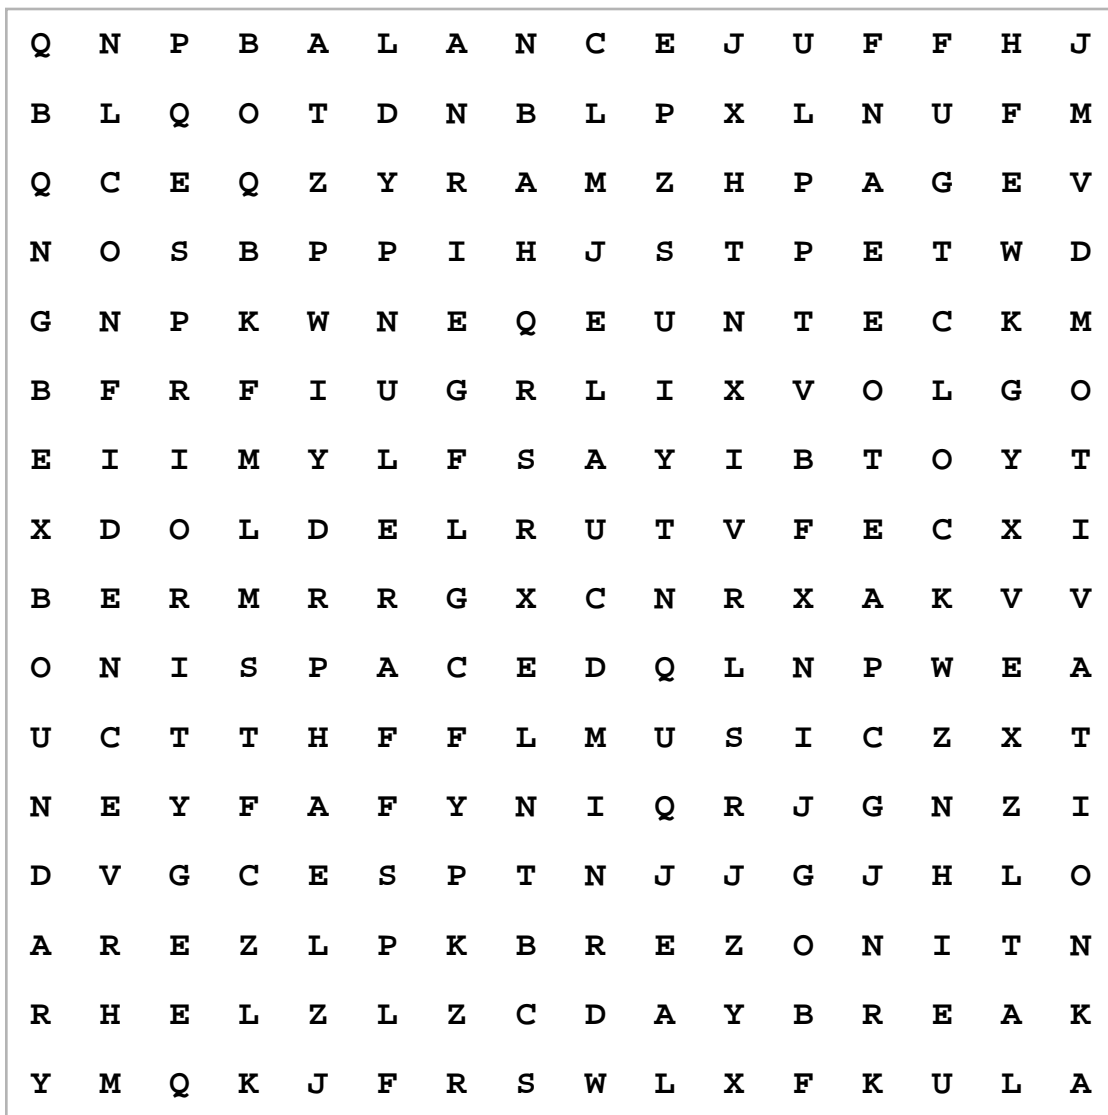 Q N P B A L A N C E J U F F H J
B L Q O T D N B L P X L N U F M
Q C E Q Z Y R A M Z H P A G E V
N O S B P P I H J S T P E T W D
G N P K W N E Q E U N T E C K M
B F R F I U G R L I X V O L G O
E I I M Y L F S A Y I B T O Y T
X D O L D E L R U T V F E C X I
B E R M R R G X C N R X A K V V
O N I S P A C E D Q L N P W E A
U C T T H F F L M U S I C Z X T
N E Y F A F Y N I Q R J G N Z I
D V G C E S P T N J J G J H L O
A R E Z L P K B R E Z O N I T N
R H E L Z L Z C D A Y B R E A K
Y M Q K J F R S W L X F K U L A